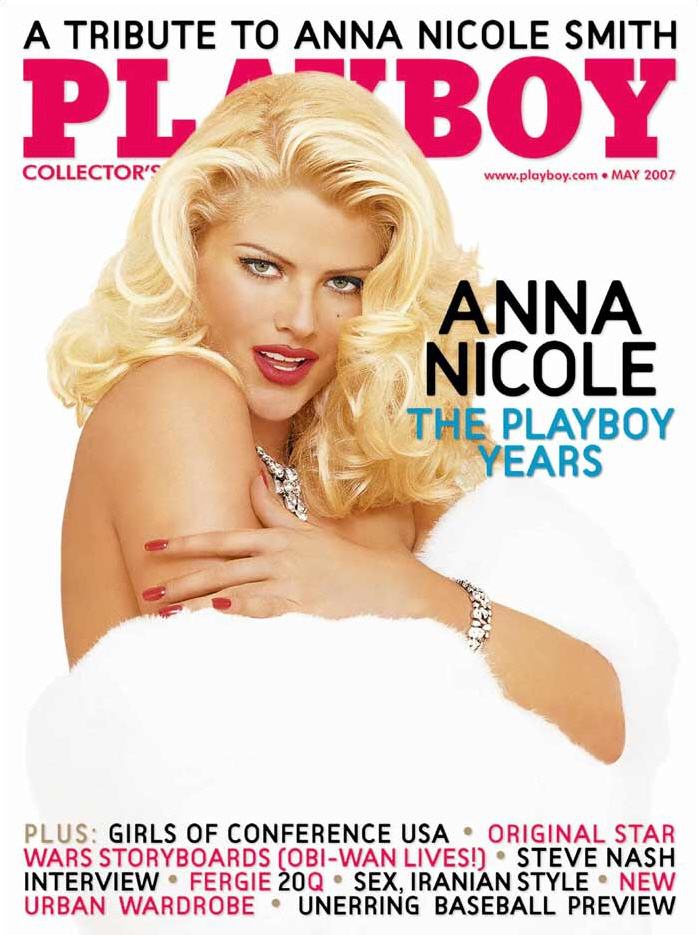 A TRIBUTE TO ANNA NICOLE SMITH
PLAYBOY
COLLECTOR'S
www.playboy.com • MAY 2007
ANNA
NICOLE
THE PLAYBOY
YEARS
PLUS: GIRLS OF CONFERENCE USA • ORIGINAL STAR
WARS STORYBOARDS (OBI-WAN LIVES!) • STEVE NASH
INTERVIEW • FERGIE 20Q • SEX, IRANIAN STYLE • NEW
URBAN WARDROBE • UNERRING BASEBALL PREVIEW